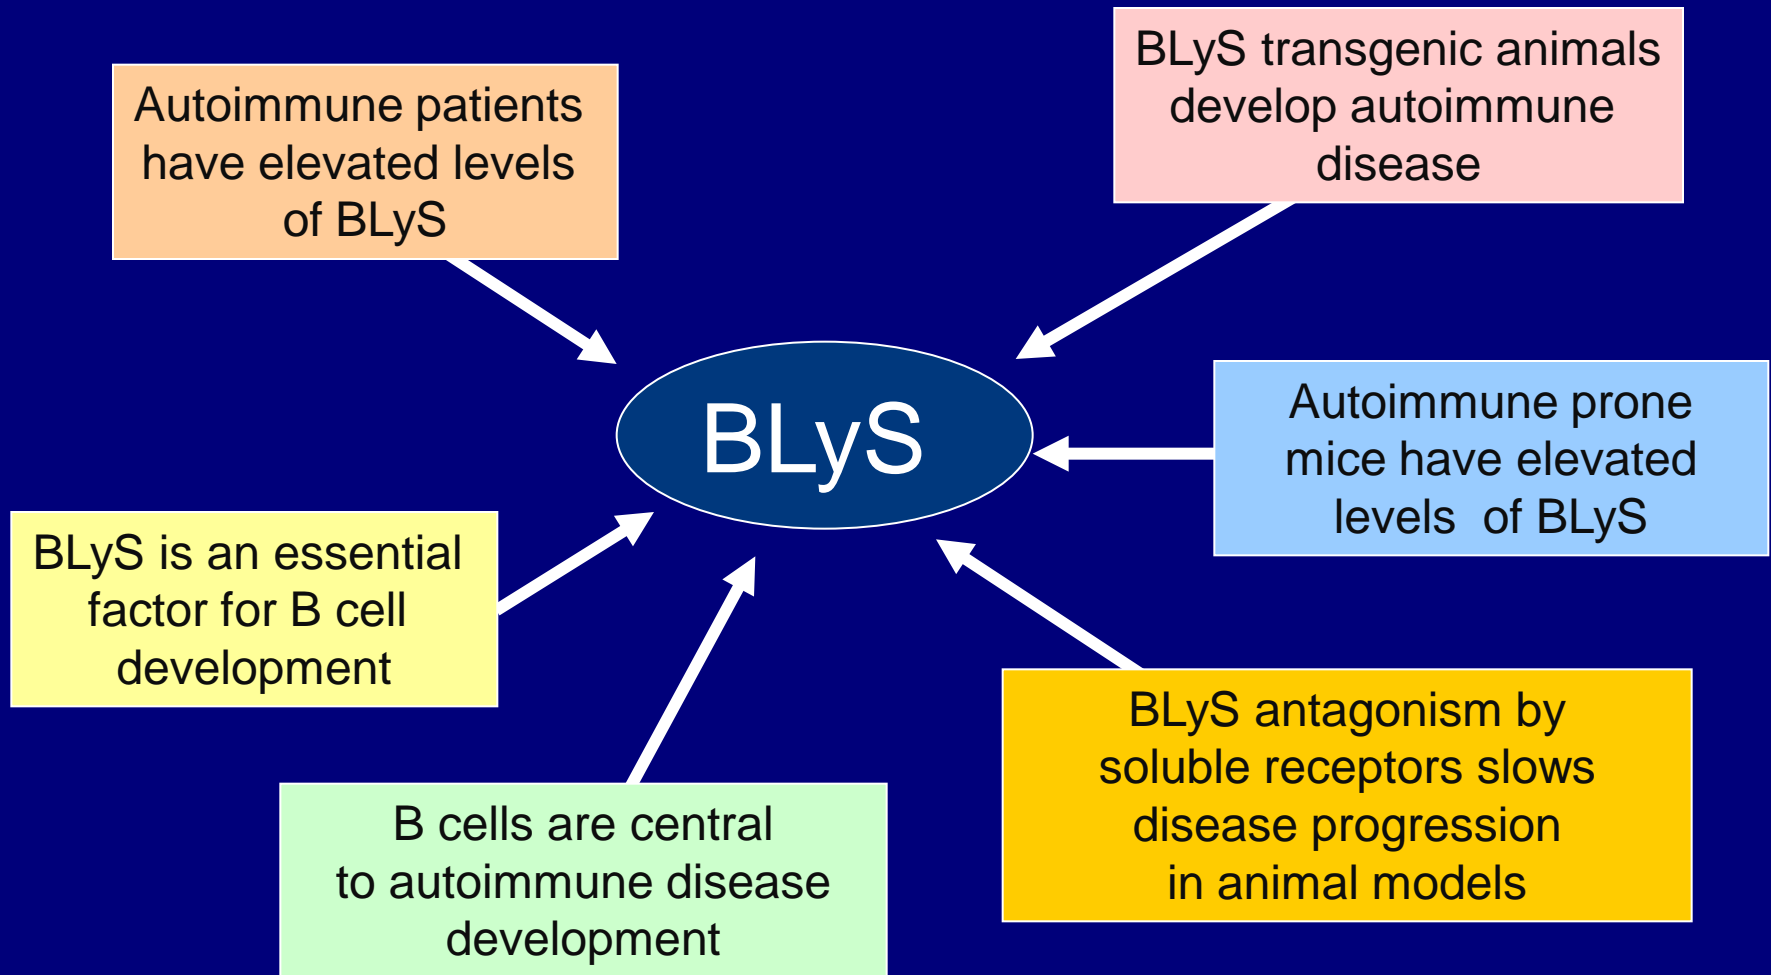 Autoimmune patients
have elevated levels
of BLyS
BLyS transgenic animals
develop autoimmune
disease
BLyS
Autoimmune prone
mice have elevated
levels  of BLyS
BLyS is an essential
factor for B cell
development
BLyS antagonism by
soluble receptors slows
disease progression
in animal models
B cells are central
to autoimmune disease
development